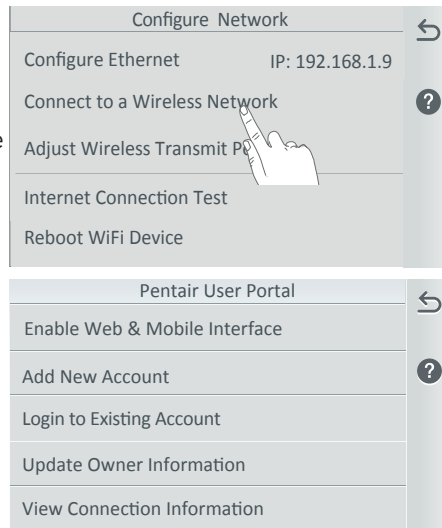 Configure Network
Configure Ethernet IP: 192.168.1.9
Connect to a Wireless Network
Adjust Wireless Transmit
Internet Connection Test
Reboot WiFi Device
Pentair User Portal
Enable Web & Mobile Interface
Add New Account
Login to Existing Account
Update Owner Information
View Connection Information